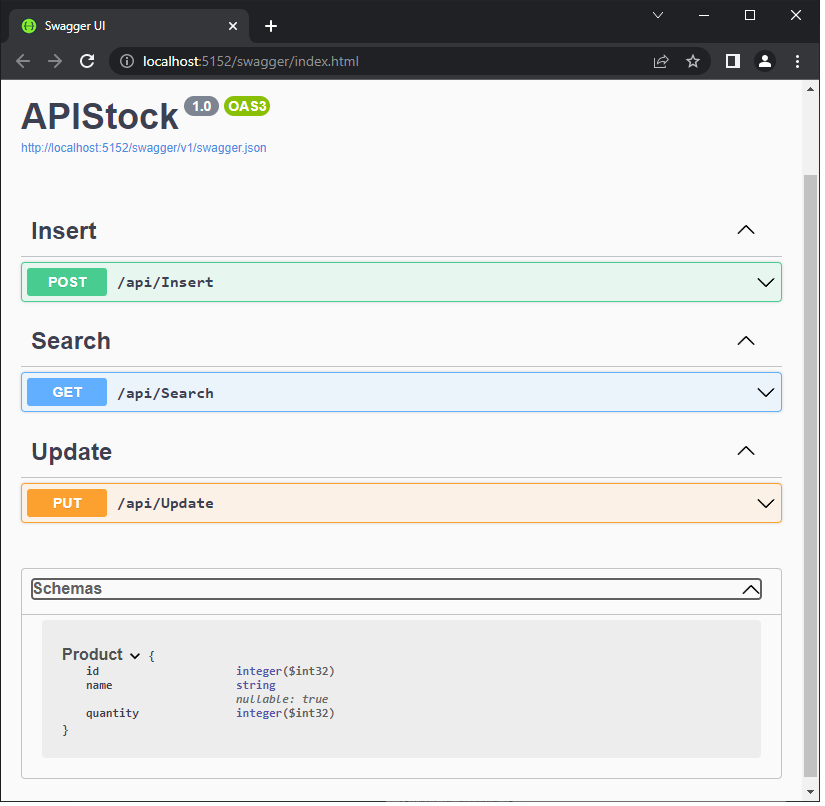 Swagger UI
localhost:5152/swagger/index.html
APIStock 1.0 OAS3
http://localhost:5152/swagger/v1/swagger.json
Insert
POST /api/Insert
Search
GET /api/Search
Update
PUT /api/Update
Schemas
Product {
id integer($int32)
name string
nullable: true
quantity integer($int32)
}